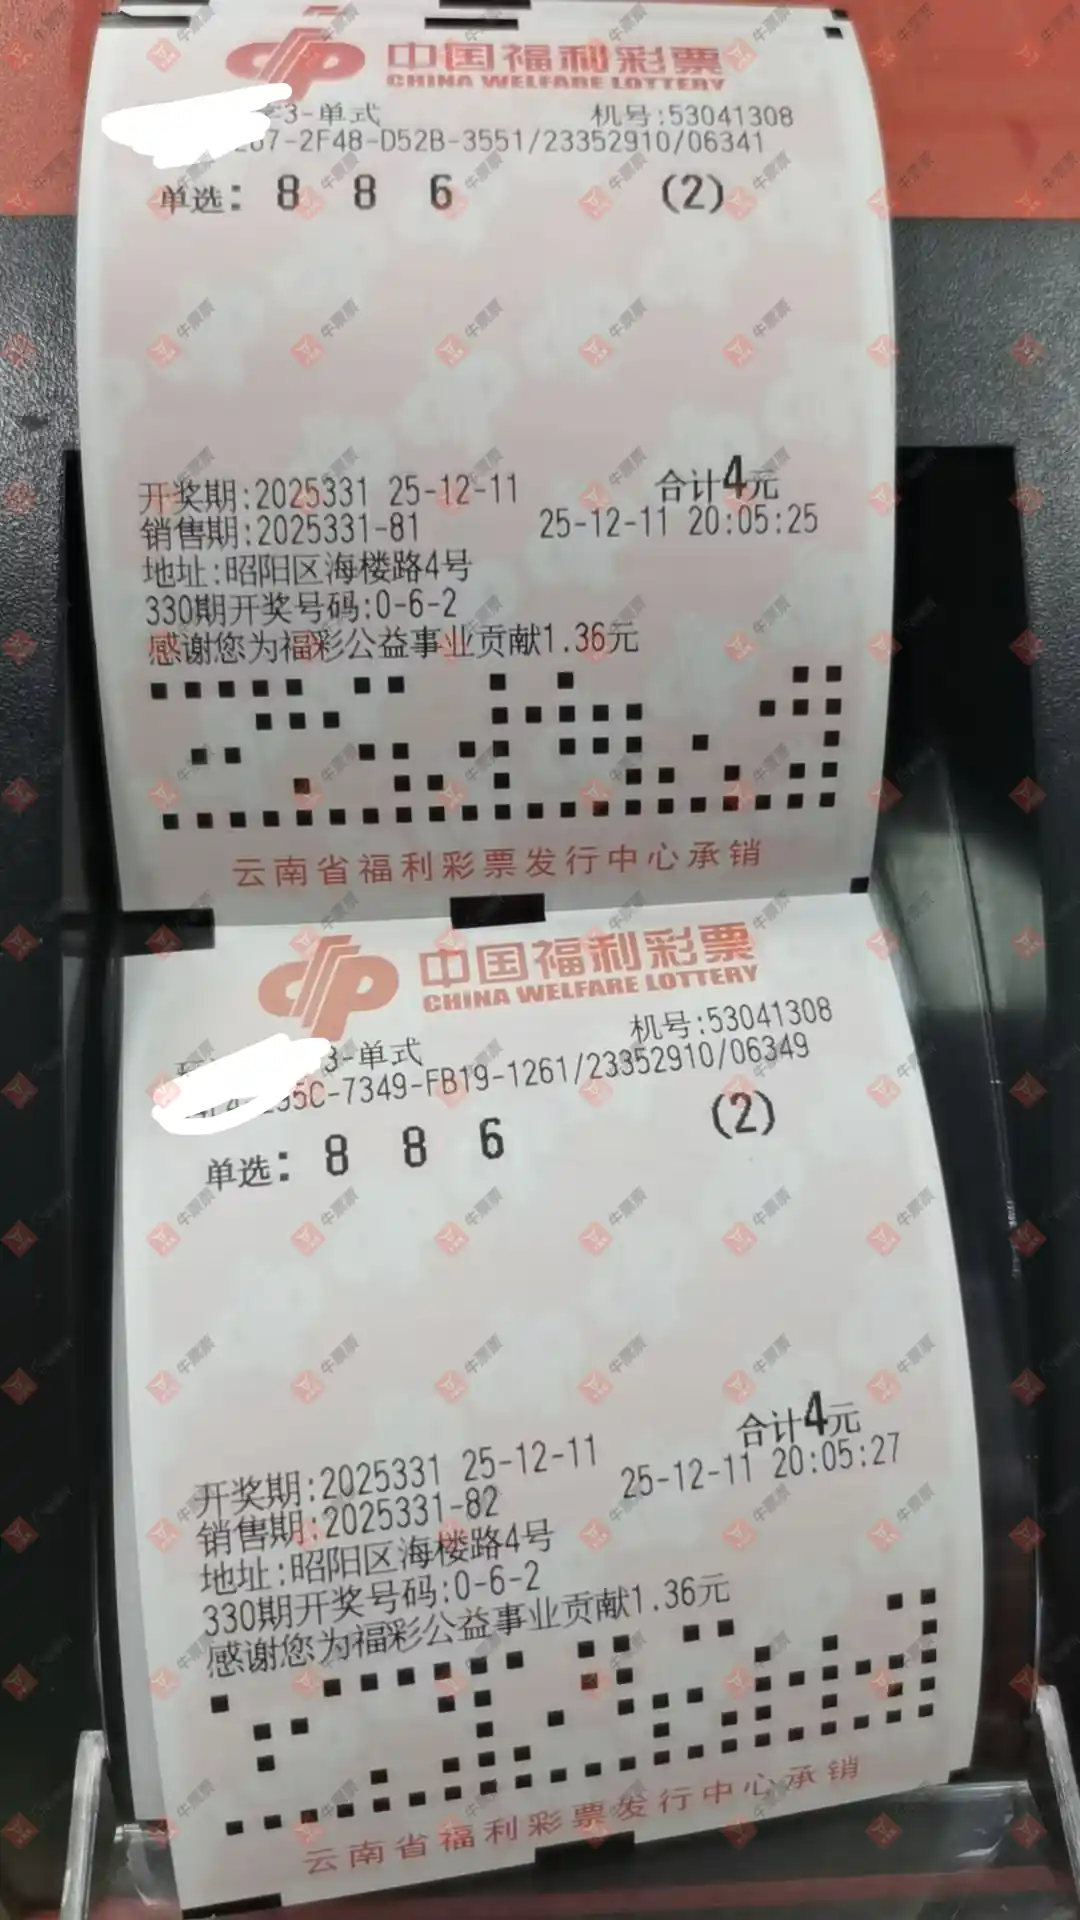 中国福利彩票
CHINA WELFARE LOTTERY
3-单式 机号:53041308
67-2F48-D52B-3551/23352910/06341
单选: 8 8 6 (2)
合计4元
开奖期:2025331 25-12-11
销售期:2025331-81 25-12-11 20:05:25
地址:昭阳区海楼路4号
330期开奖号码:0-6-2
感谢您为福彩公益事业贡献1.36元
云南省福利彩票发行中心承销
中国福利彩票
CHINA WELFARE LOTTERY
3-单式 机号:53041308
95C-7349-FB19-1261/23352910/06349
单选: 8 8 6 (2)
合计4元
开奖期:2025331 25-12-11
销售期:2025331-82 25-12-11 20:05:27
地址:昭阳区海楼路4号
330期开奖号码:0-6-2
感谢您为福彩公益事业贡献1.36元
云南省福利彩票发行中心承销
牛票票